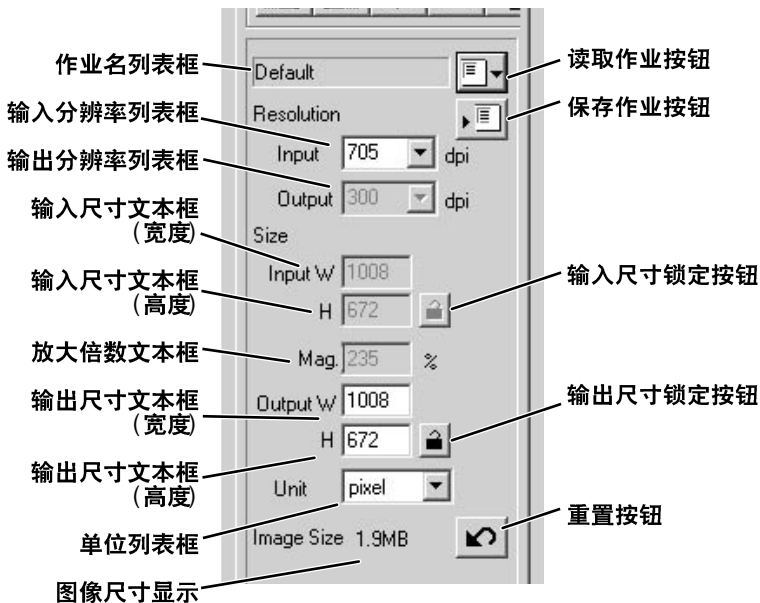 作业名列表框
Default
读取作业按钮
输入分辨率列表框
Resolution
保存作业按钮
Input 705 dpi
输出分辨率列表框
Output 300 dpi
输入尺寸文本框
(宽度)
Size
Input W 1008
输入尺寸文本框
(高度)
H 672
输入尺寸锁定按钮
放大倍数文本框
Mag. 235 %
输出尺寸文本框
(宽度)
Output W 1008
输出尺寸锁定按钮
H 672
输出尺寸文本框
(高度)
Unit pixel
单位列表框
Image Size 1.9MB
重置按钮
图像尺寸显示